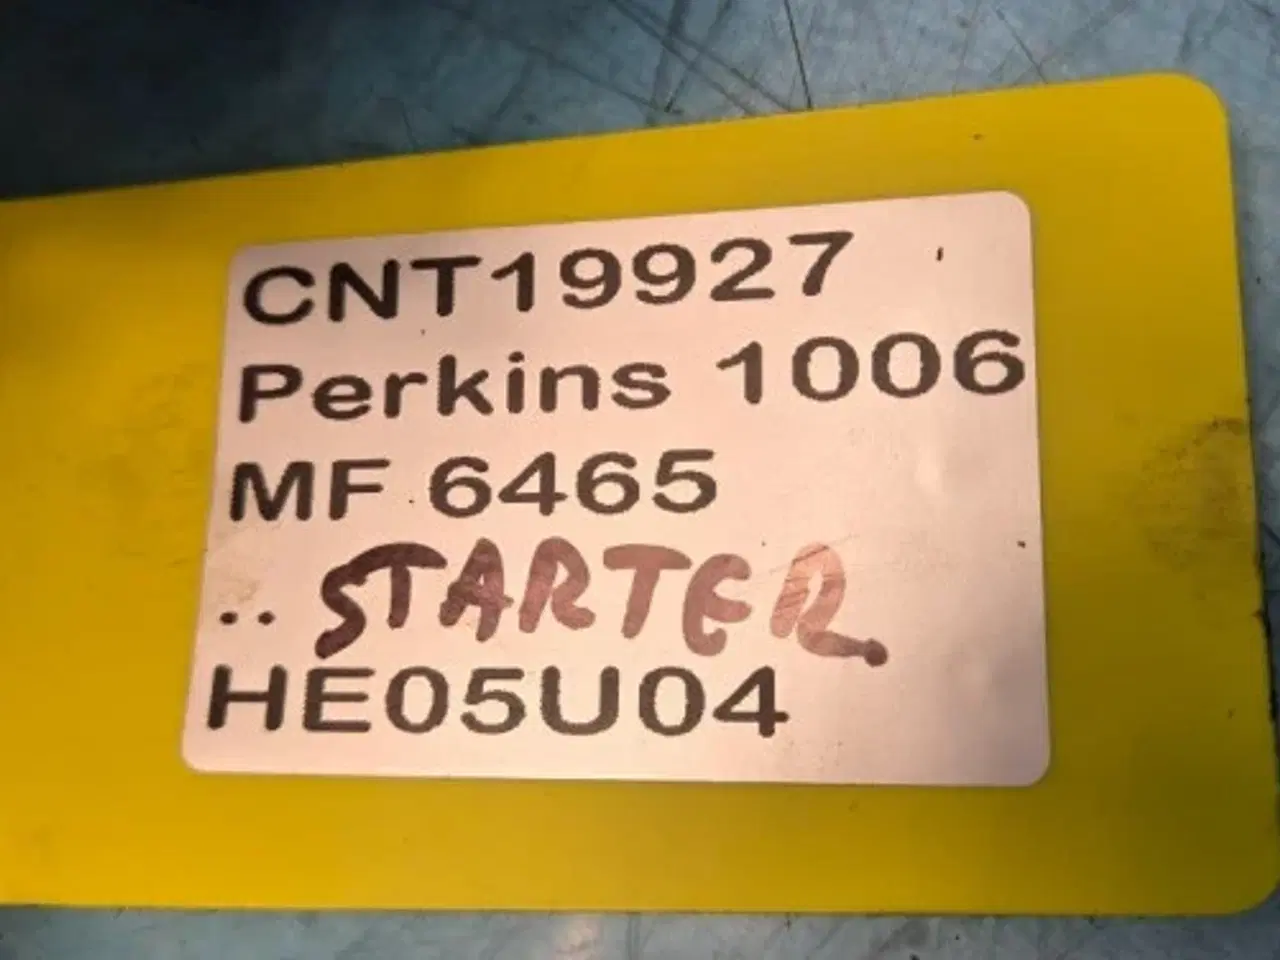 CNT19927
Perkins 1006
MF 6465
.. STARTER
HE05U04